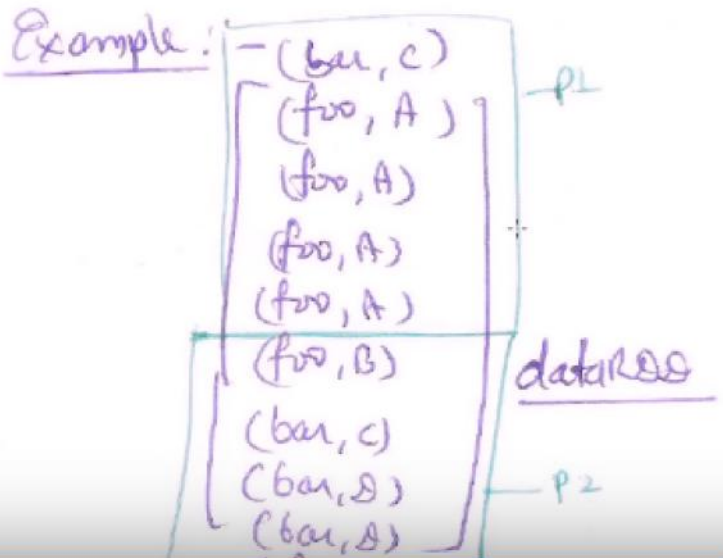 Example: - (bar, C)
P1
(foo, A)
(foo, A)
(foo, A)
(foo, A)
(foo, B)
dataRDD
(bar, C)
(bar, D)
P2
(bar, D)